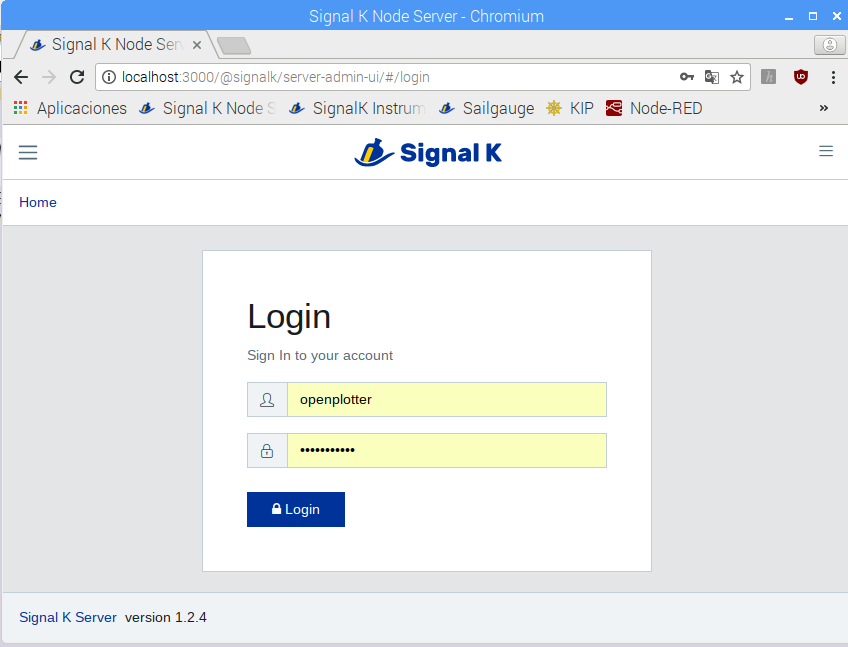 Signal K Node Server - Chromium
Signal K Node Serv
localhost:3000/@signalk/server-admin-ui/#/login
Aplicaciones Signal K Node S SignalK Instrum Sailgauge KIP Node-RED »
Signal K
Home
Login
Sign In to your account
openplotter
•••••••••••
Login
Signal K Server version 1.2.4